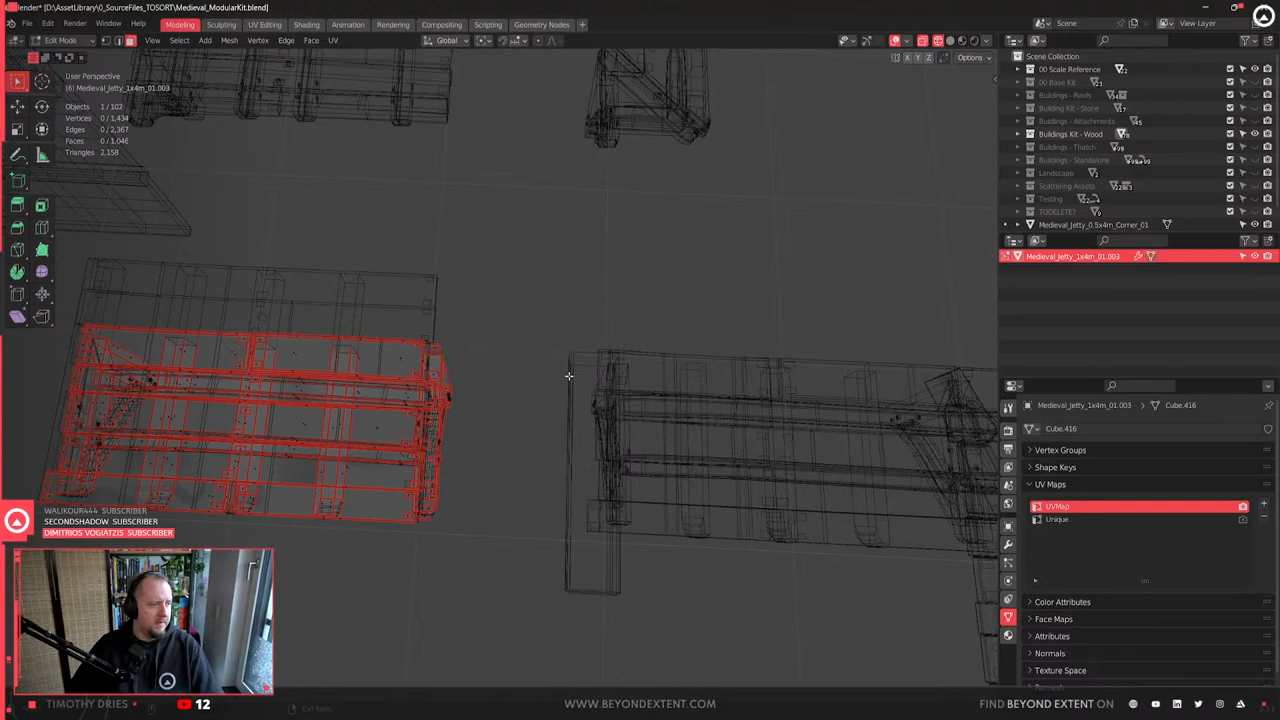 Blender* [D:\AssetLibrary\0_SourceFiles_TOSORT\Medieval_ModularKit.blend]
File Edit Render Window Help Modeling Sculpting UV Editing Shading Animation Rendering Compositing Geometry Nodes Scene View Layer
Edit Mode View Select Add Mesh Vertex Edge Face UV Global
X Y Z Options
User Perspective
(6) Medieval_Jetty_1x4m_01.003
Objects 1 / 102
Vertices 0 / 1,434
Edges 0 / 2,367
Faces 0 / 1,046
Triangles 2,158
Scene Collection
00 Scale Reference
00 Base Kit
Buildings - Roofs
Building Kit - Stone
Buildings - Attachments
Buildings Kit - Wood
Buildings - Thatch
Buildings - Standalone
Landscape
Scattering Assets
Testing
TODELETE?
Medieval_Jetty_0.5x4m_Corner_01
Medieval_Jetty_1x4m_01.003
Medieval_Jetty_1x4m_01.003 Cube.416
Cube.416
Vertex Groups
Shape Keys
UV Maps
UVMap
Unique
Color Attributes
Face Maps
Attributes
Normals
Texture Space
Remesh
WALIKOUR444 SUBSCRIBER
SECONDSHADOW SUBSCRIBER
DIMITRIOS VOGIATZIS SUBSCRIBER
TIMOTHY DRIES 12 WWW.BEYONDEXTENT.COM FIND BEYOND EXTENT ON